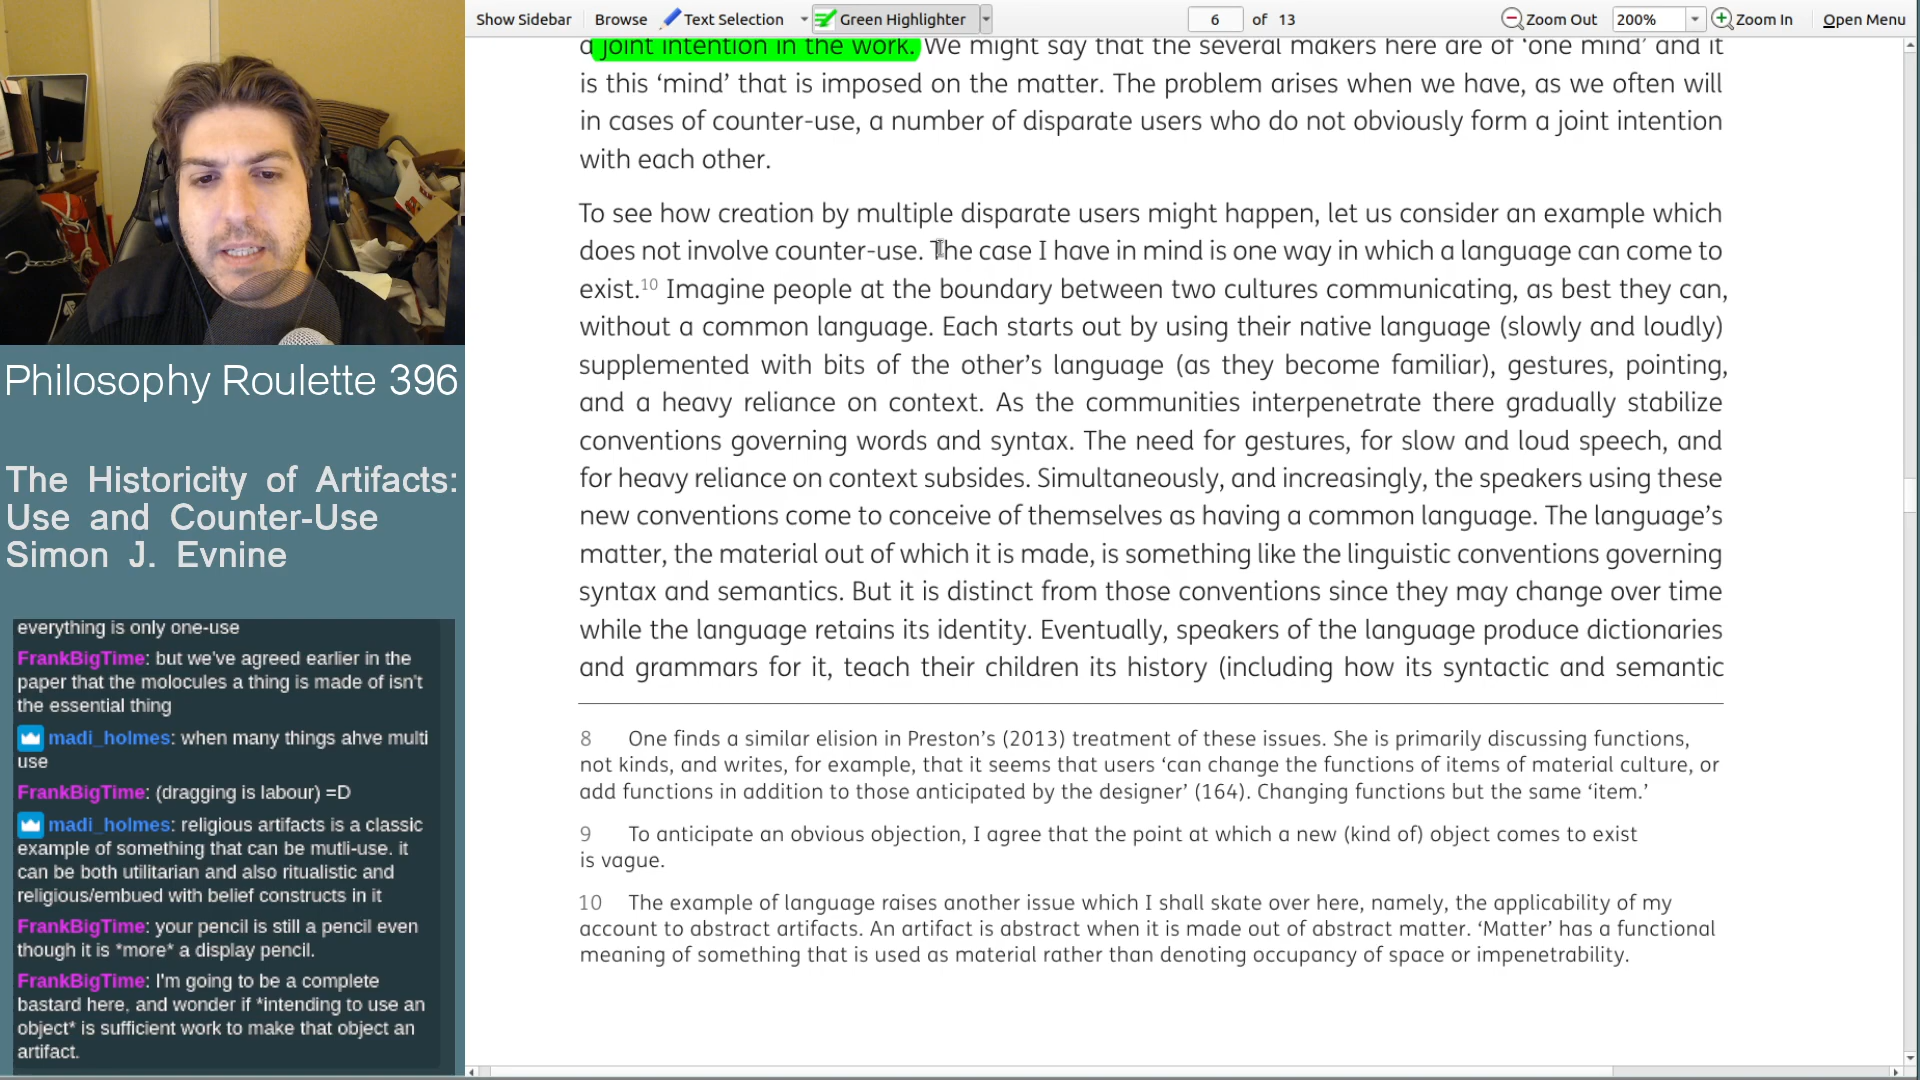 Show Sidebar Browse Text Selection Green Highlighter 6 of 13 Zoom Out 200% Zoom In Open Menu
a joint intention in the work. We might say that the several makers here are of ‘one mind’ and it
is this ‘mind’ that is imposed on the matter. The problem arises when we have, as we often will
in cases of counter-use, a number of disparate users who do not obviously form a joint intention
with each other.
To see how creation by multiple disparate users might happen, let us consider an example which
does not involve counter-use. The case I have in mind is one way in which a language can come to
exist.10 Imagine people at the boundary between two cultures communicating, as best they can,
without a common language. Each starts out by using their native language (slowly and loudly)
supplemented with bits of the other’s language (as they become familiar), gestures, pointing,
and a heavy reliance on context. As the communities interpenetrate there gradually stabilize
conventions governing words and syntax. The need for gestures, for slow and loud speech, and
for heavy reliance on context subsides. Simultaneously, and increasingly, the speakers using these
new conventions come to conceive of themselves as having a common language. The language’s
matter, the material out of which it is made, is something like the linguistic conventions governing
syntax and semantics. But it is distinct from those conventions since they may change over time
while the language retains its identity. Eventually, speakers of the language produce dictionaries
and grammars for it, teach their children its history (including how its syntactic and semantic
8 One finds a similar elision in Preston’s (2013) treatment of these issues. She is primarily discussing functions,
not kinds, and writes, for example, that it seems that users ‘can change the functions of items of material culture, or
add functions in addition to those anticipated by the designer’ (164). Changing functions but the same ‘item.’
9 To anticipate an obvious objection, I agree that the point at which a new (kind of) object comes to exist
is vague.
10 The example of language raises another issue which I shall skate over here, namely, the applicability of my
account to abstract artifacts. An artifact is abstract when it is made out of abstract matter. ‘Matter’ has a functional
meaning of something that is used as material rather than denoting occupancy of space or impenetrability.
Philosophy Roulette 396
The Historicity of Artifacts:
Use and Counter-Use
Simon J. Evnine
everything is only one-use
FrankBigTime: but we've agreed earlier in the
paper that the molocules a thing is made of isn't
the essential thing
madi_holmes: when many things ahve multi
use
FrankBigTime: (dragging is labour) =D
madi_holmes: religious artifacts is a classic
example of something that can be mutli-use. it
can be both utilitarian and also ritualistic and
religious/embued with belief constructs in it
FrankBigTime: your pencil is still a pencil even
though it is *more* a display pencil.
FrankBigTime: I'm going to be a complete
bastard here, and wonder if *intending to use an
object* is sufficient work to make that object an
artifact.